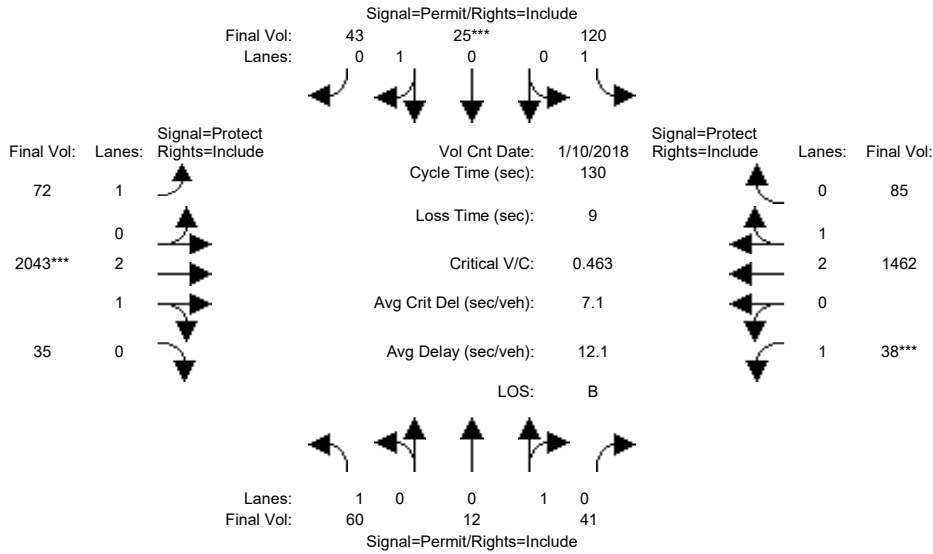 Signal=Permit/Rights=Include
Final Vol: 43 25*** 120
Lanes: 0 1 0 0 1
Signal=Protect Signal=Protect
Final Vol: Lanes: Rights=Include Vol Cnt Date: 1/10/2018 Rights=Include Lanes: Final Vol:
Cycle Time (sec): 130
72 1 0 85
Loss Time (sec): 9
0 1
2043*** 2 Critical V/C: 0.463 2 1462
1 Avg Crit Del (sec/veh): 7.1 0
35 0 Avg Delay (sec/veh): 12.1 1 38***
LOS: B
Lanes: 1 0 0 1 0
Final Vol: 60 12 41
Signal=Permit/Rights=Include